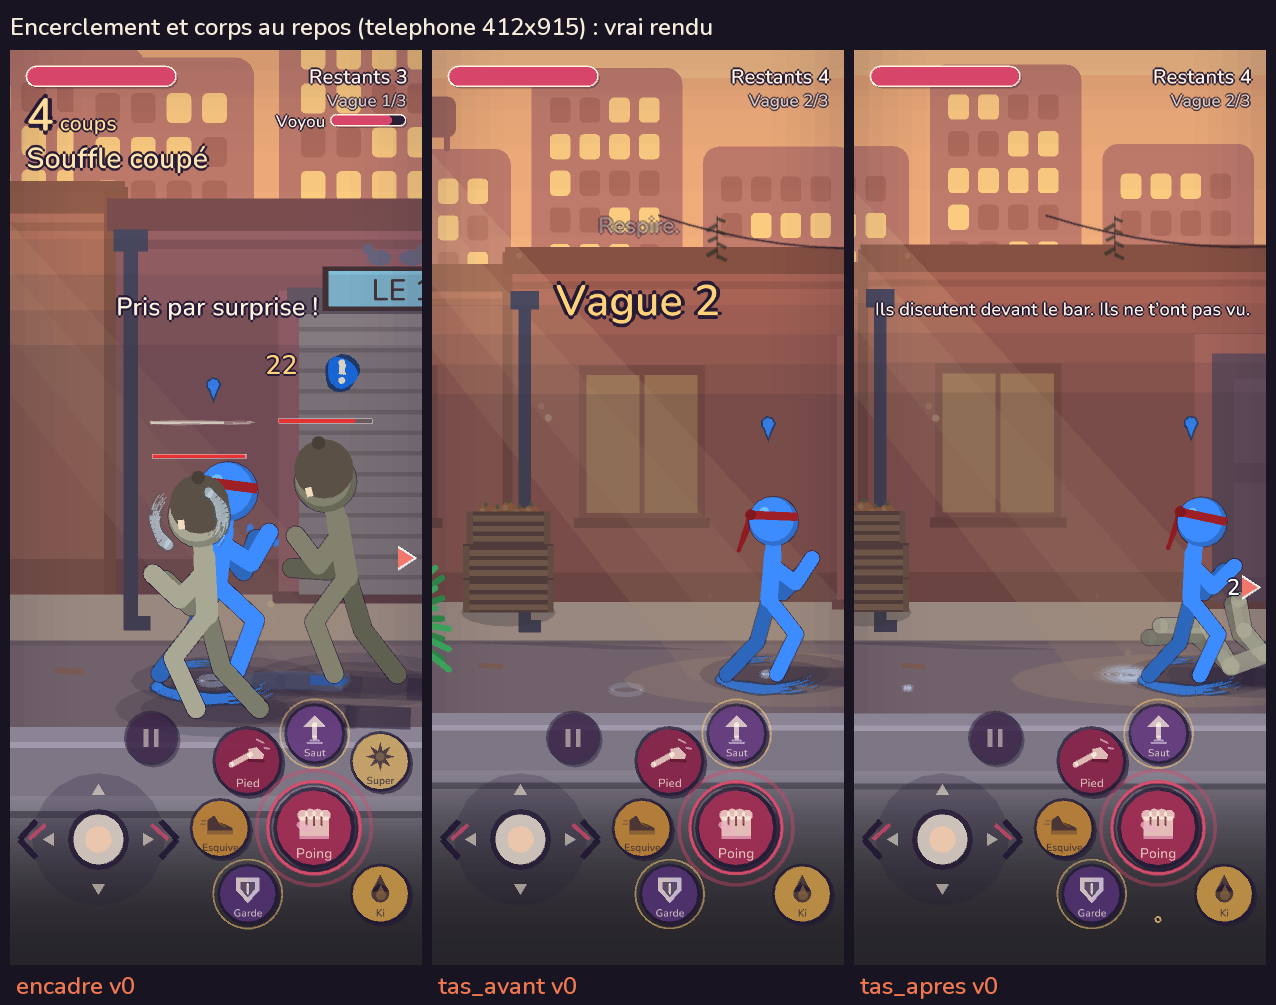 Encerclement et corps au repos (telephone 412x915) : vrai rendu
Restants 3
Vague 1/3
Voyou
4 coups
Souffle coupé
LE
Pris par surprise !
22
!
Saut
Pied
Super
Esquive
Poing
Garde
Ki
encadre v0
Restants 4
Vague 2/3
Respire.
Vague 2
Saut
Pied
Esquive
Poing
Garde
Ki
tas_avant v0
Restants 4
Vague 2/3
Ils discutent devant le bar. Ils ne t’ont pas vu.
2
Saut
Pied
Esquive
Poing
Garde
Ki
tas_apres v0